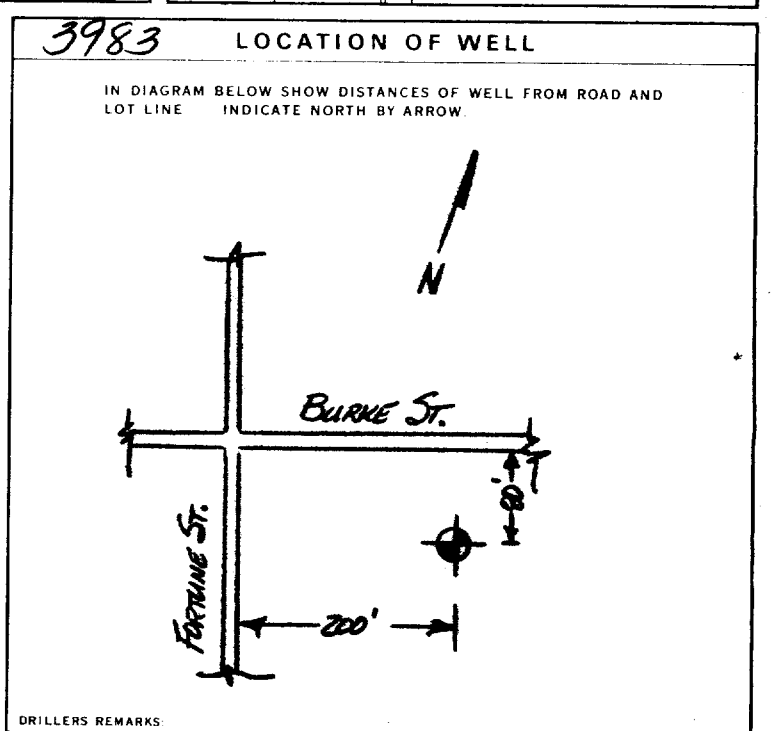 3983 LOCATION OF WELL
IN DIAGRAM BELOW SHOW DISTANCES OF WELL FROM ROAD AND
LOT LINE INDICATE NORTH BY ARROW.
N
BURKE ST.
80'
FORTUNE ST.
200'
DRILLERS REMARKS: